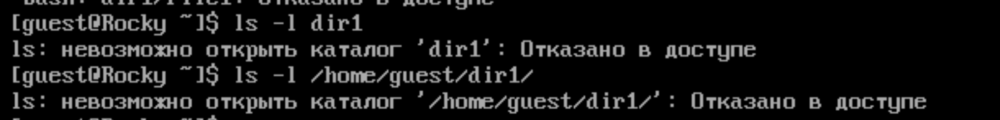 bash: dir1/file1: Отказано в доступе
[guest@Rocky ~]$ ls -l dir1
ls: невозможно открыть каталог 'dir1': Отказано в доступе
[guest@Rocky ~]$ ls -l /home/guest/dir1/
ls: невозможно открыть каталог '/home/guest/dir1/': Отказано в доступе